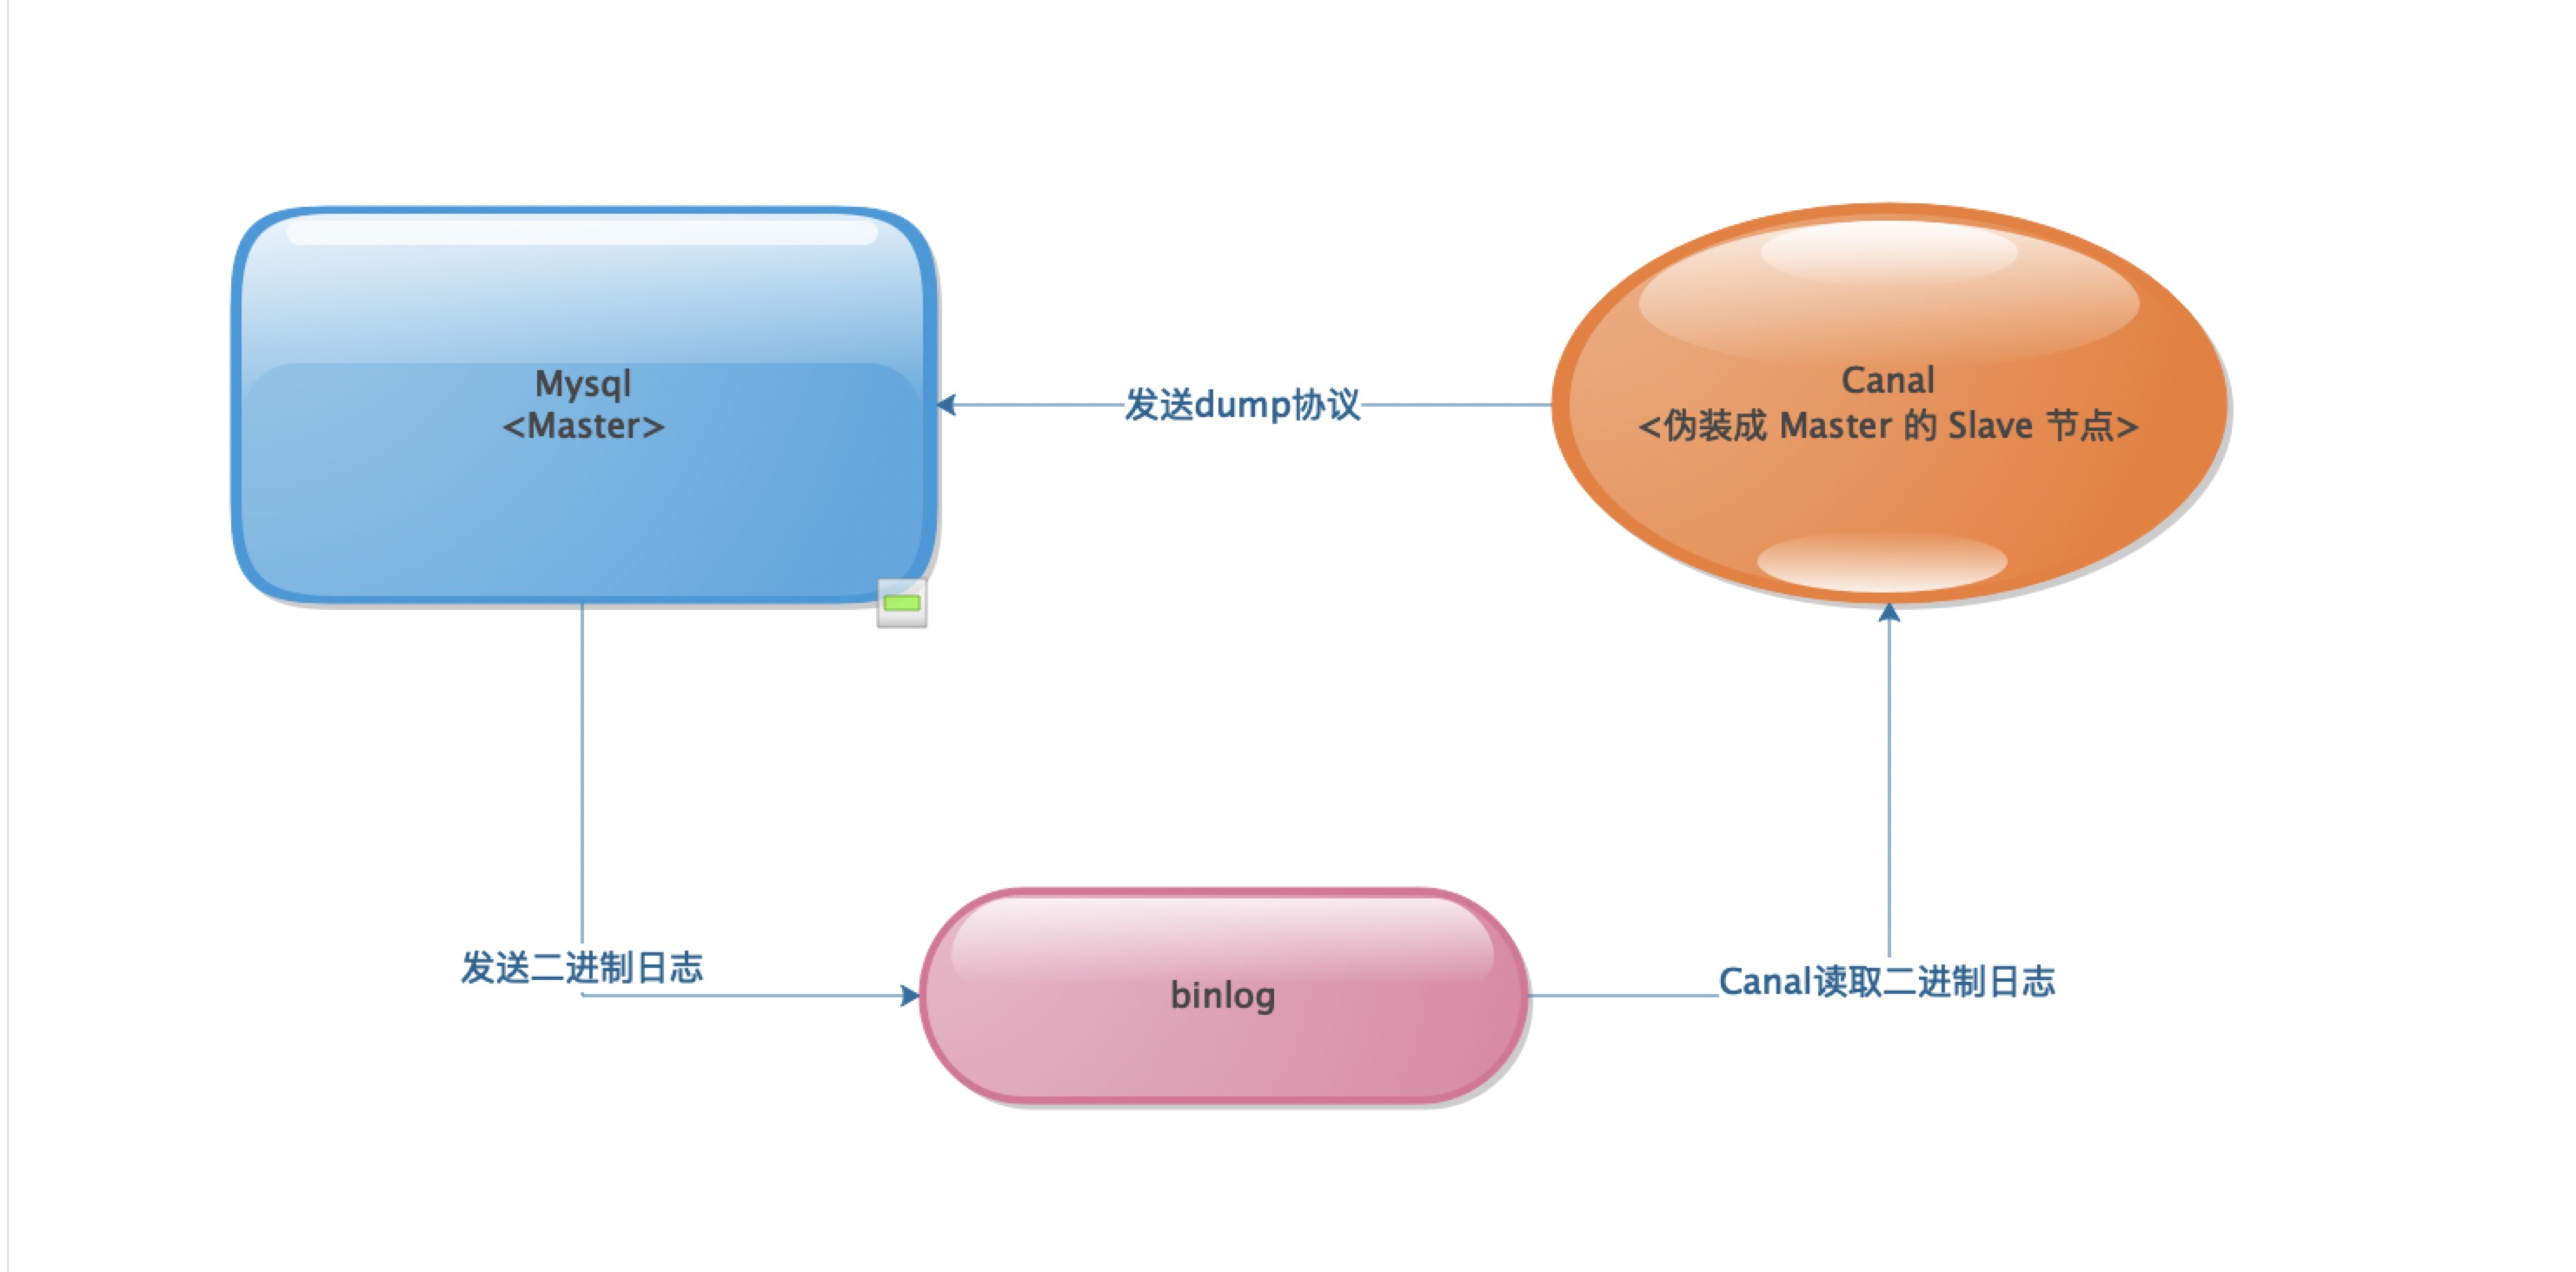 Mysql
<Master>
发送dump协议
Canal
<伪装成 Master 的 Slave 节点>
发送二进制日志
binlog
Canal读取二进制日志